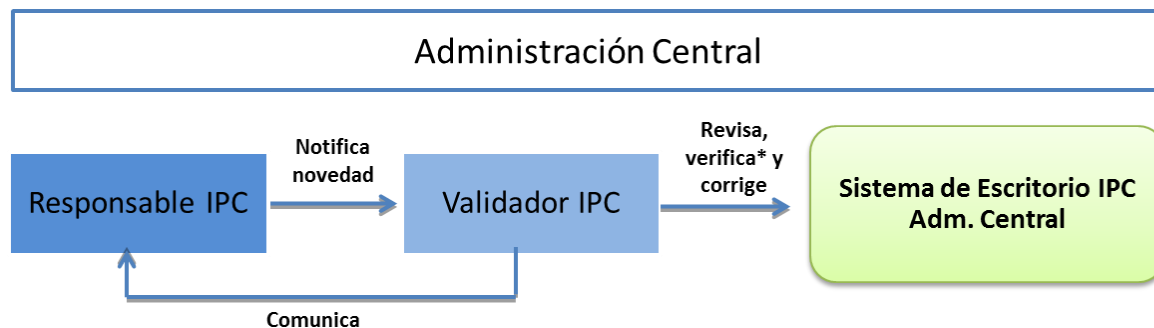 Administración Central
Notifica
novedad
Revisa,
verifica* y
corrige
Responsable IPC
Validador IPC
Sistema de Escritorio IPC
Adm. Central
Comunica